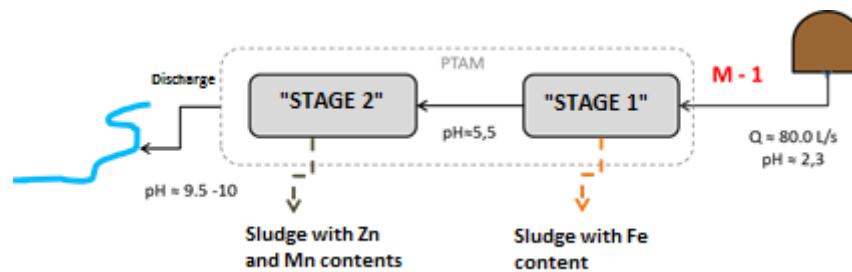 PTAM
M - 1
Discharge
"STAGE 2"
"STAGE 1"
pH≈5,5
Q ≈ 80.0 L/s
pH ≈ 2,3
pH ≈ 9.5 -10
Sludge with Zn
and Mn contents
Sludge with Fe
content